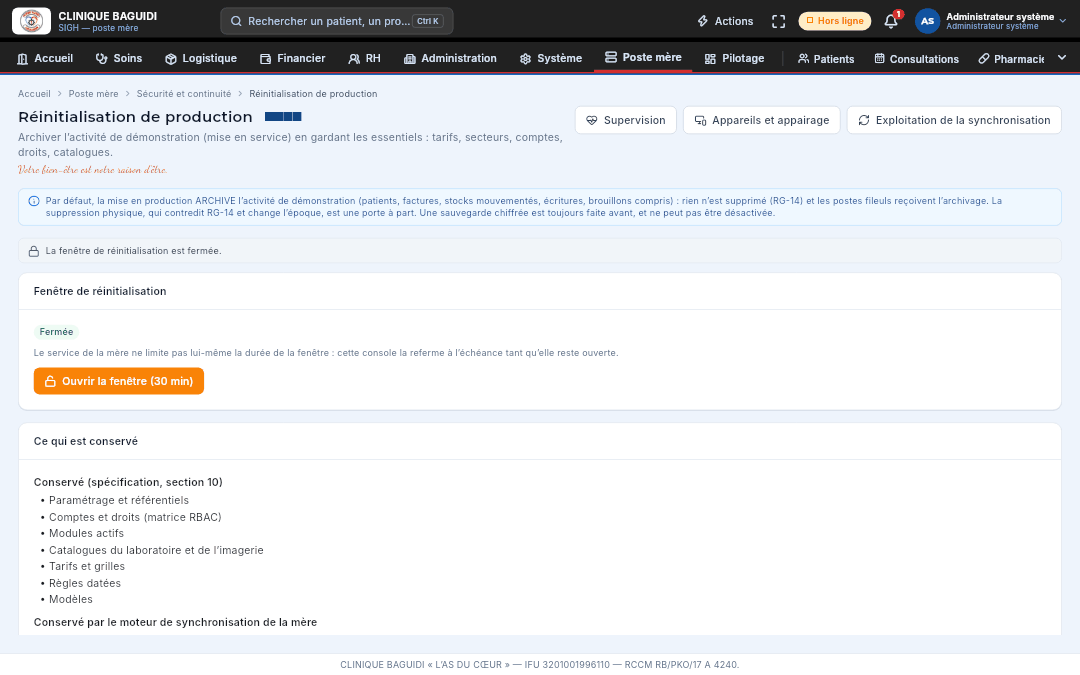 CLINIQUE BAGUIDI
SIGH — poste mère
Rechercher un patient, un pro... Ctrl K
Actions
Hors ligne
1
AS
Administrateur système
Administrateur système
Accueil
Soins
Logistique
Financier
RH
Administration
Système
Poste mère
Pilotage
Patients
Consultations
Pharmacie
Accueil > Poste mère > Sécurité et continuité > Réinitialisation de production
Réinitialisation de production
Archiver l'activité de démonstration (mise en service) en gardant les essentiels : tarifs, secteurs, comptes,
droits, catalogues.
Votre bien-être est notre raison d'être.
Supervision
Appareils et appairage
Exploitation de la synchronisation
Par défaut, la mise en production ARCHIVE l'activité de démonstration (patients, factures, stocks mouvementés, écritures, brouillons compris) : rien n'est supprimé (RG-14) et les postes filleuls reçoivent l'archivage. La
suppression physique, qui contredit RG-14 et change l'époque, est une porte à part. Une sauvegarde chiffrée est toujours faite avant, et ne peut pas être désactivée.
La fenêtre de réinitialisation est fermée.
Fenêtre de réinitialisation
Fermée
Le service de la mère ne limite pas lui-même la durée de la fenêtre : cette console la referme à l'échéance tant qu'elle reste ouverte.
Ouvrir la fenêtre (30 min)
Ce qui est conservé
Conservé (spécification, section 10)
• Paramétrage et référentiels
• Comptes et droits (matrice RBAC)
• Modules actifs
• Catalogues du laboratoire et de l'imagerie
• Tarifs et grilles
• Règles datées
• Modèles
Conservé par le moteur de synchronisation de la mère
CLINIQUE BAGUIDI « L'AS DU CŒUR » — IFU 3201001996110 — RCCM RB/PKO/17 A 4240.